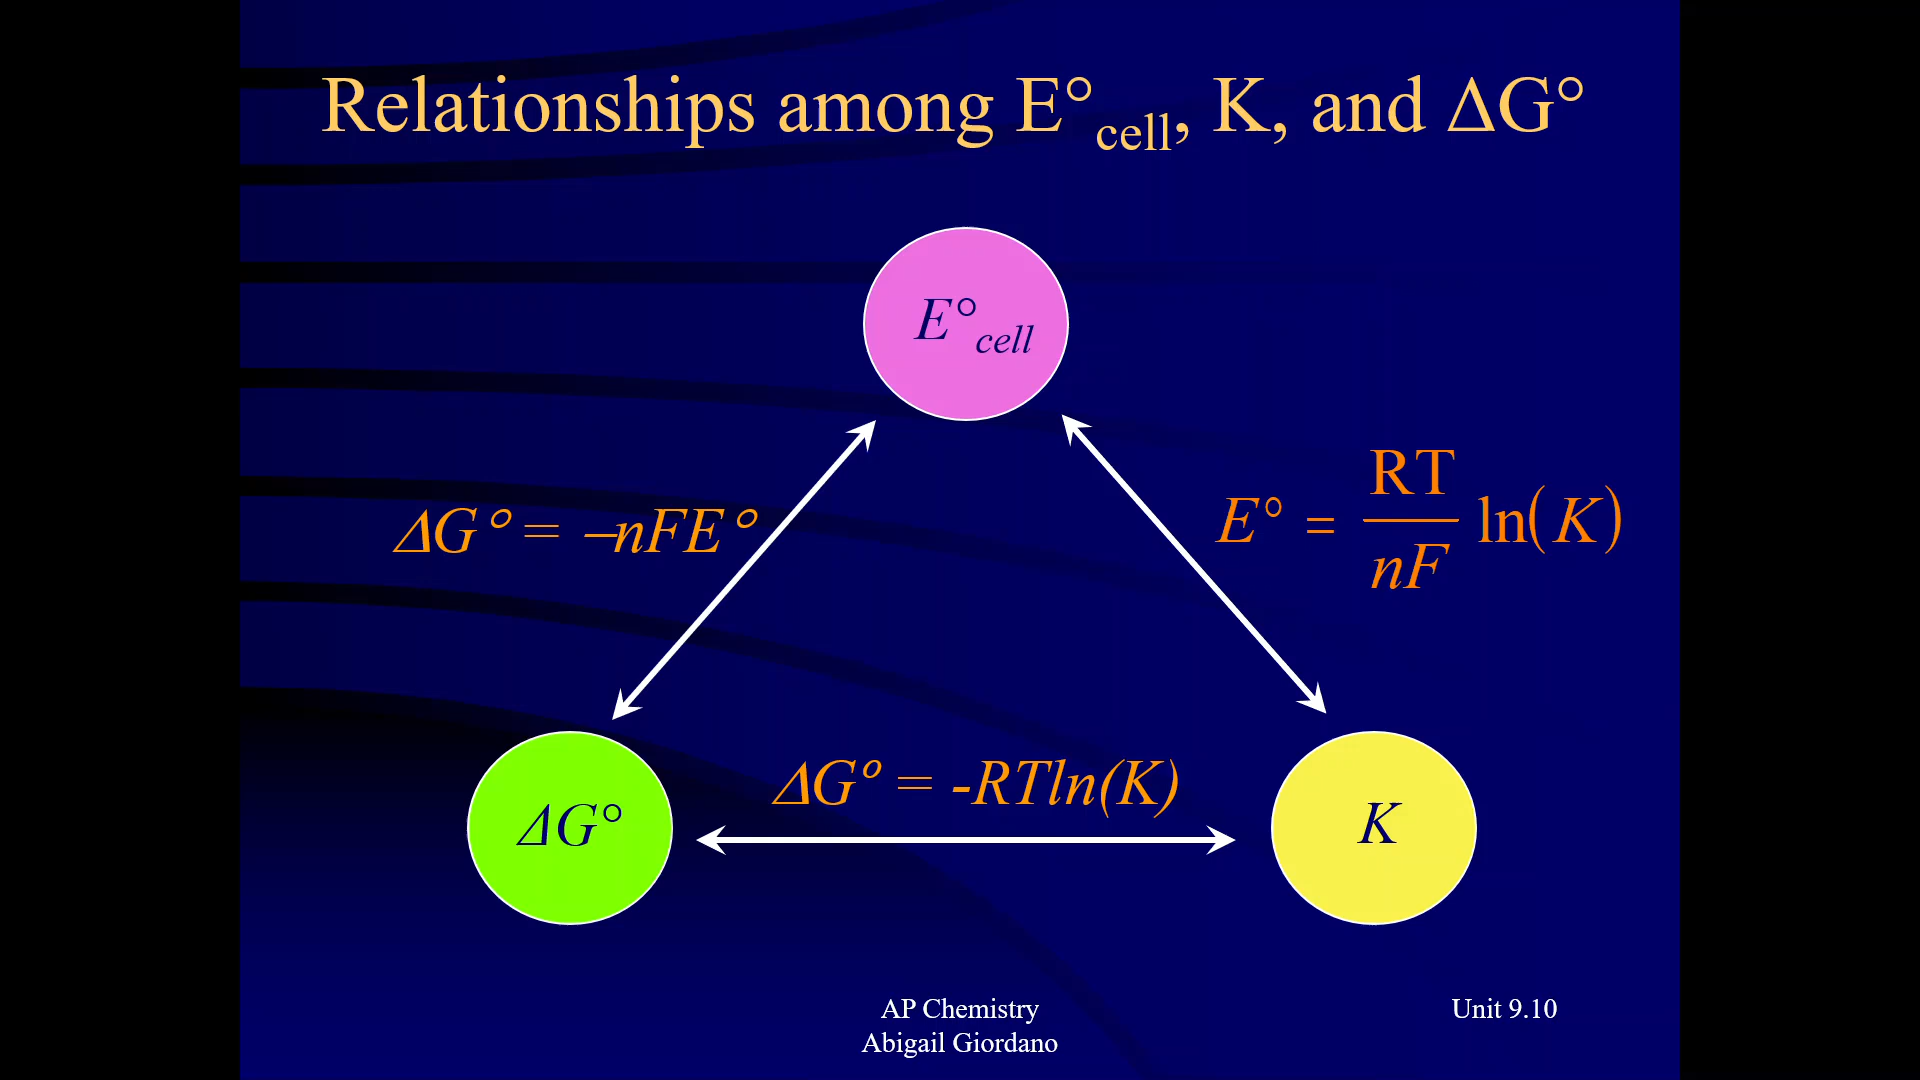 Relationships among E°cell, K, and ΔG°
E°cell
ΔG° = –nFE°
E° = RT/nF ln(K)
ΔG° = -RTln(K)
ΔG°
K
AP Chemistry
Abigail Giordano
Unit 9.10